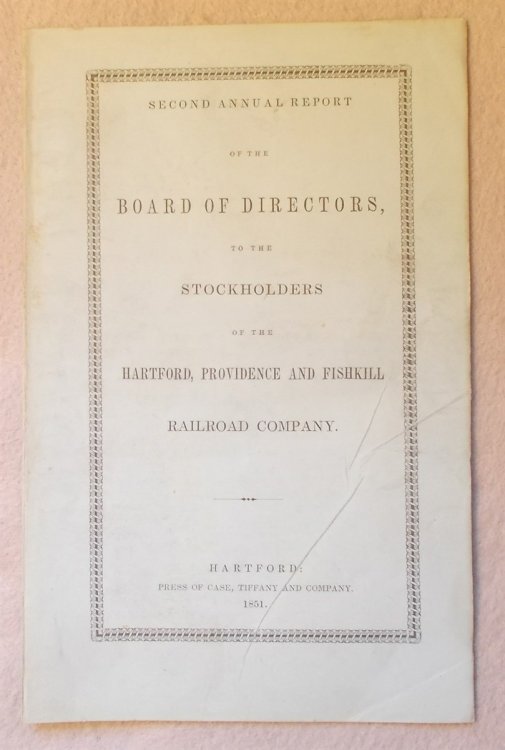 SECOND ANNUAL REPORT
OF THE
BOARD OF DIRECTORS,
TO THE
STOCKHOLDERS
OF THE
HARTFORD, PROVIDENCE AND FISHKILL
RAILROAD COMPANY.
HARTFORD:
PRESS OF CASE, TIFFANY AND COMPANY.
1851.